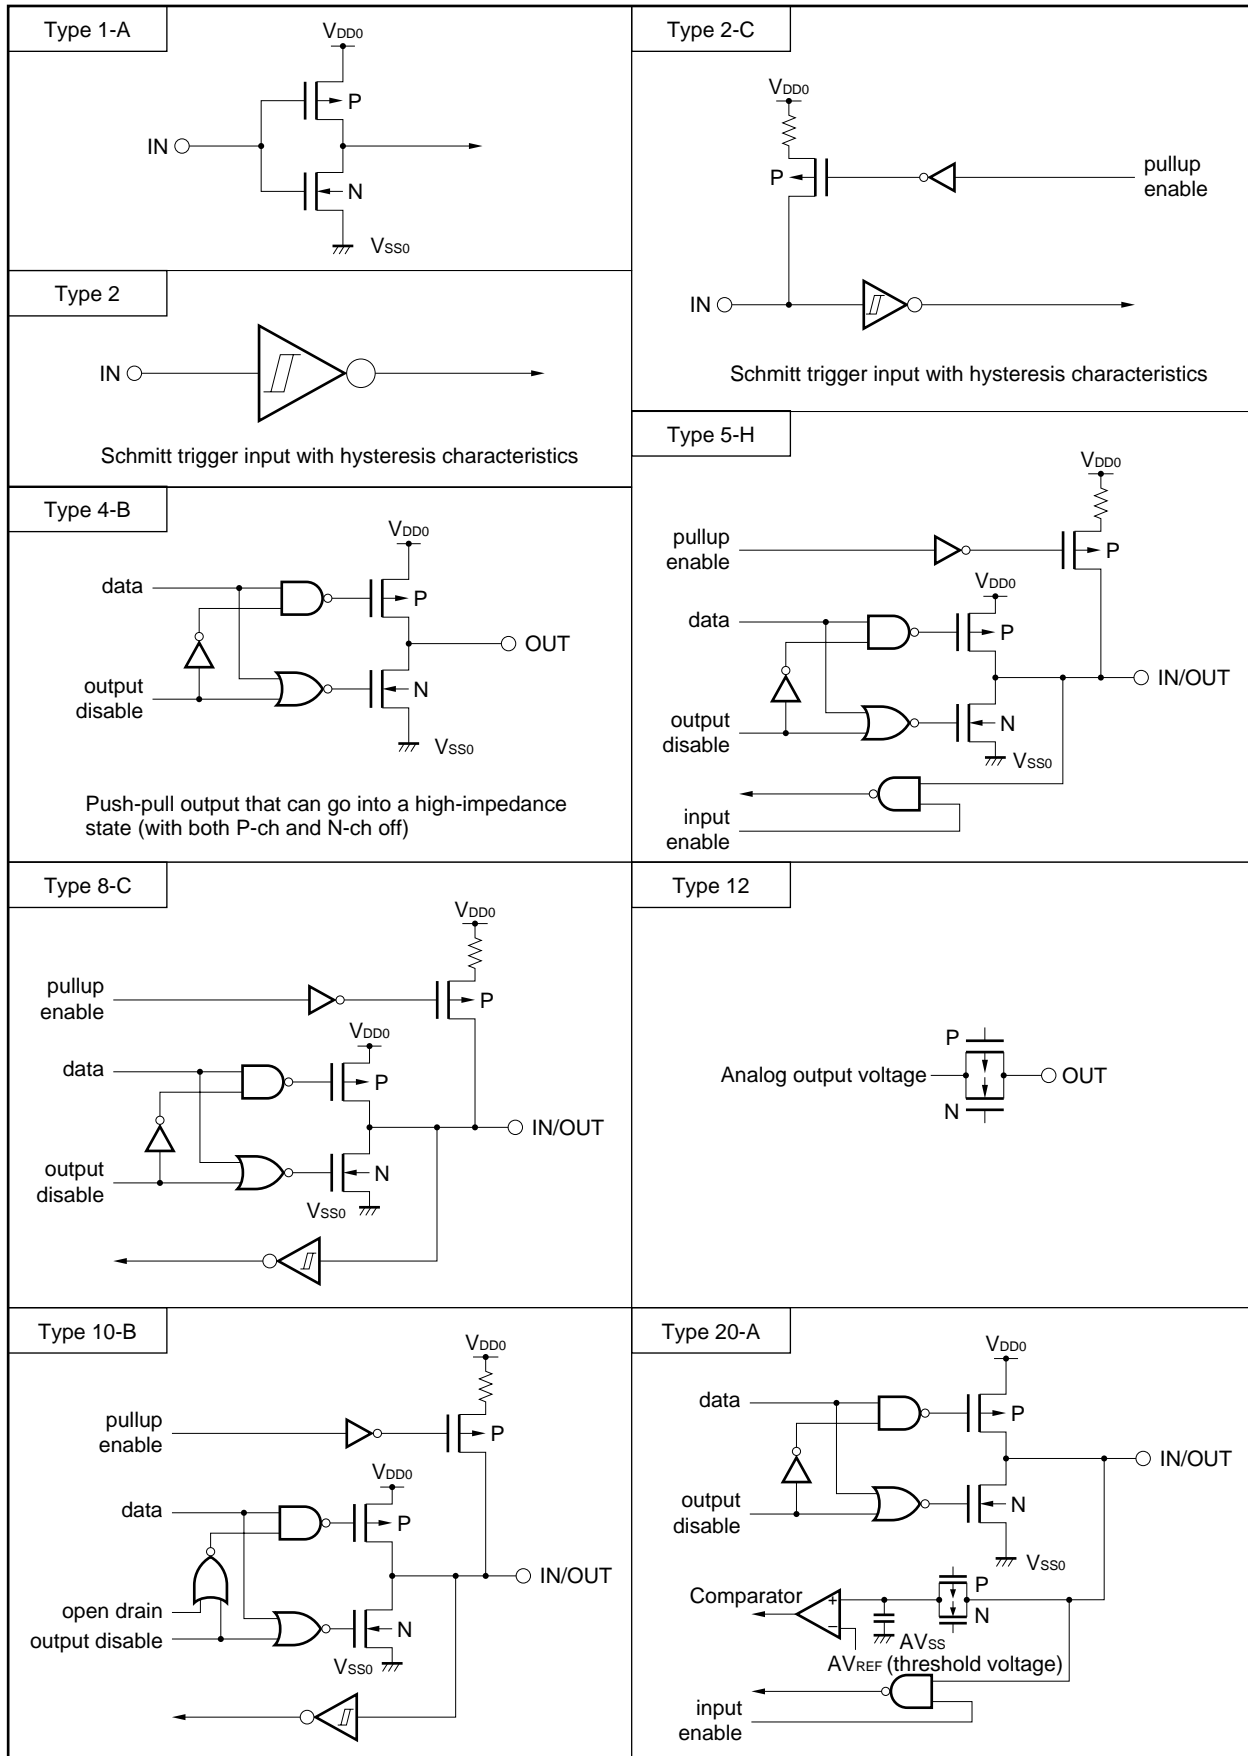 Type 1-A
VDD0
P
IN
N
VSS0
Type 2
IN
Schmitt trigger input with hysteresis characteristics
Type 2-C
VDD0
P
pullup
enable
IN
Schmitt trigger input with hysteresis characteristics
Type 4-B
VDD0
data
P
OUT
output
disable
N
VSS0
Push-pull output that can go into a high-impedance
state (with both P-ch and N-ch off)
Type 5-H
VDD0
pullup
enable
P
VDD0
data
P
IN/OUT
output
disable
N
VSS0
input
enable
Type 8-C
VDD0
pullup
enable
P
VDD0
data
P
IN/OUT
output
disable
N
VSS0
Type 12
P
Analog output voltage
OUT
N
Type 10-B
VDD0
pullup
enable
P
VDD0
data
P
IN/OUT
open drain
output disable
N
VSS0
Type 20-A
VDD0
data
P
IN/OUT
output
disable
N
VSS0
Comparator
P
N
+
−
AVSS
AVREF (threshold voltage)
input
enable